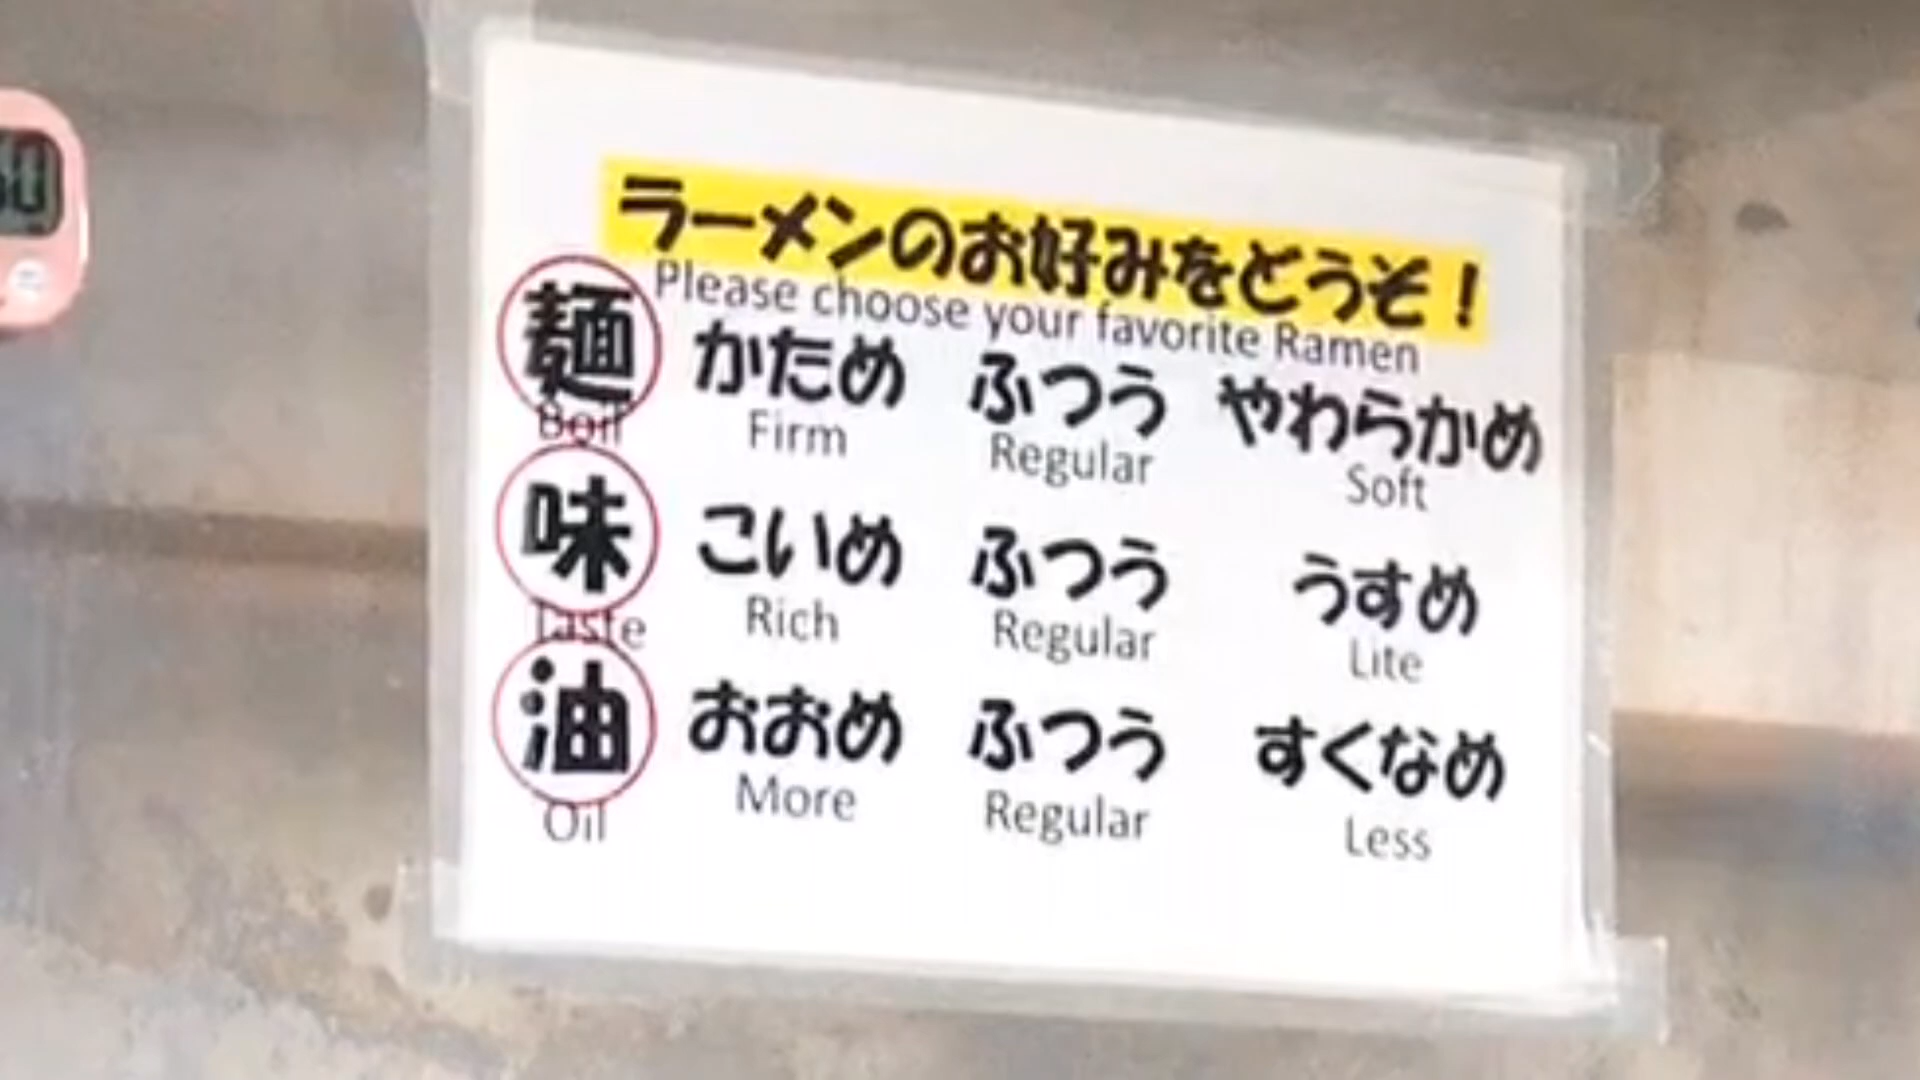 ラーメンのお好みをどうぞ！
Please choose your favorite Ramen
麺 かため ふつう やわらかめ
Boil Firm Regular Soft
味 こいめ ふつう うすめ
Taste Rich Regular Lite
油 おおめ ふつう すくなめ
Oil More Regular Less